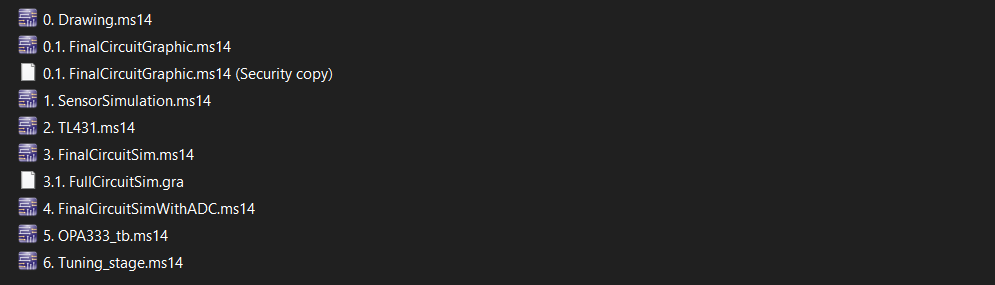 0. Drawing.ms14
0.1. FinalCircuitGraphic.ms14
0.1. FinalCircuitGraphic.ms14 (Security copy)
1. SensorSimulation.ms14
2. TL431.ms14
3. FinalCircuitSim.ms14
3.1. FullCircuitSim.gra
4. FinalCircuitSimWithADC.ms14
5. OPA333_tb.ms14
6. Tuning_stage.ms14